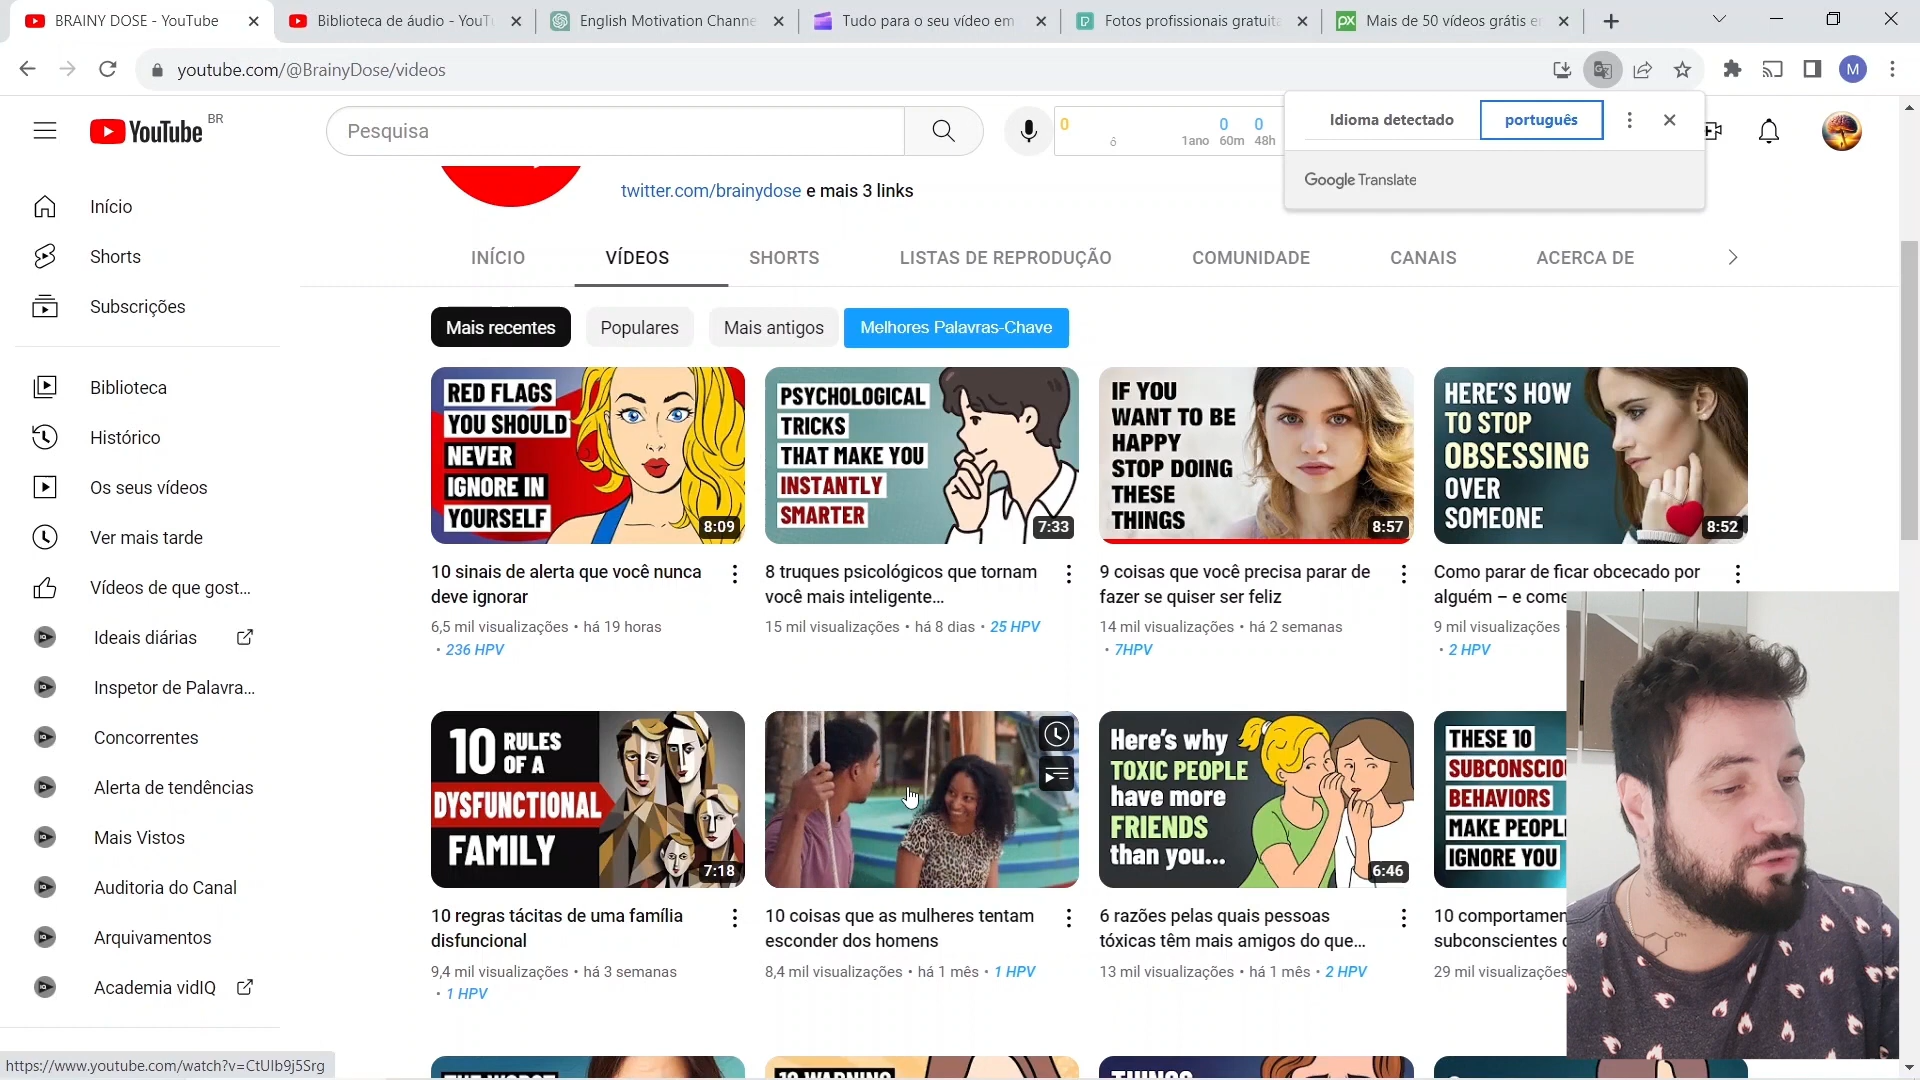 BRAINY DOSE - YouTube
Biblioteca de áudio - YouT
English Motivation Channe
Tudo para o seu vídeo em
Fotos profissionais gratuita
Mais de 50 vídeos grátis e
youtube.com/@BrainyDose/videos
M
Idioma detectado
português
Google Translate
YouTube
BR
Pesquisa
0
ô
0
0
1ano
60m
48h
twitter.com/brainydose e mais 3 links
Início
Shorts
Subscrições
Biblioteca
Histórico
Os seus vídeos
Ver mais tarde
Vídeos de que gost...
Ideais diárias
Inspetor de Palavra...
Concorrentes
Alerta de tendências
Mais Vistos
Auditoria do Canal
Arquivamentos
Academia vidIQ
INÍCIO
VÍDEOS
SHORTS
LISTAS DE REPRODUÇÃO
COMUNIDADE
CANAIS
ACERCA DE
Mais recentes
Populares
Mais antigos
Melhores Palavras-Chave
RED FLAGS
YOU SHOULD
NEVER
IGNORE IN
YOURSELF
8:09
PSYCHOLOGICAL
TRICKS
THAT MAKE YOU
INSTANTLY
SMARTER
7:33
IF YOU
WANT TO BE
HAPPY
STOP DOING
THESE
THINGS
8:57
HERE'S HOW
TO STOP
OBSESSING
OVER
SOMEONE
8:52
10 sinais de alerta que você nunca
deve ignorar
6,5 mil visualizações • há 19 horas
• 236 HPV
8 truques psicológicos que tornam
você mais inteligente...
15 mil visualizações • há 8 dias • 25 HPV
9 coisas que você precisa parar de
fazer se quiser ser feliz
14 mil visualizações • há 2 semanas
• 7HPV
Como parar de ficar obcecado por
alguém – e come
9 mil visualizações
• 2 HPV
10 RULES
OF A
DYSFUNCTIONAL
FAMILY
7:18
Here's why
TOXIC PEOPLE
have more
FRIENDS
than you...
6:46
THESE 10
SUBCONSCIOU
BEHAVIORS
MAKE PEOPL
IGNORE YOU
10 regras tácitas de uma família
disfuncional
9,4 mil visualizações • há 3 semanas
• 1 HPV
10 coisas que as mulheres tentam
esconder dos homens
8,4 mil visualizações • há 1 mês • 1 HPV
6 razões pelas quais pessoas
tóxicas têm mais amigos do que...
13 mil visualizações • há 1 mês • 2 HPV
10 comportamen
subconscientes
29 mil visualizações
https://www.youtube.com/watch?v=CtUIb9j5Srg